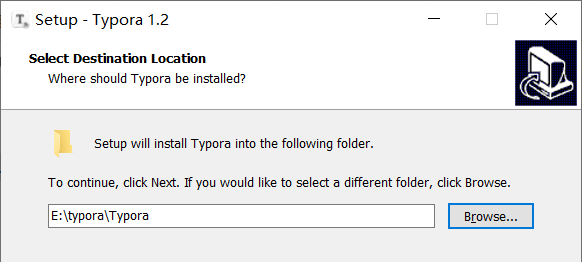 Setup - Typora 1.2
Select Destination Location
Where should Typora be installed?
Setup will install Typora into the following folder.
To continue, click Next. If you would like to select a different folder, click Browse.
E:\typora\Typora
Browse...